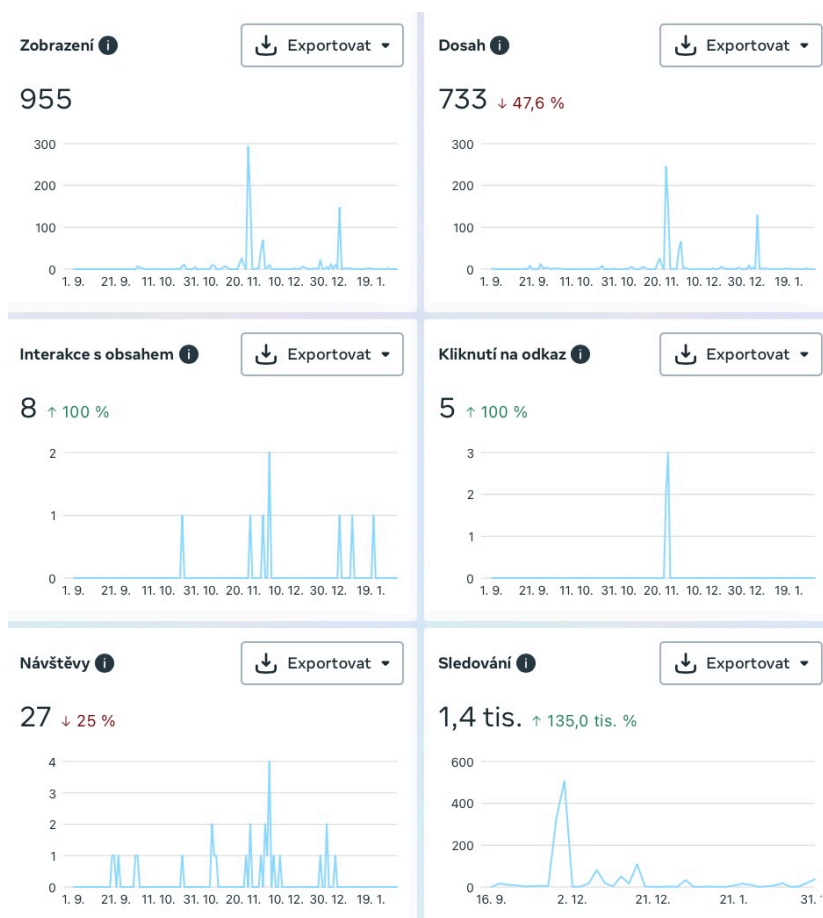 Zobrazení
Exportovat
955
300
200
100
0
1. 9. 21. 9. 11. 10. 31. 10. 20. 11. 10. 12. 30. 12. 19. 1.
Dosah
Exportovat
733 ↓ 47,6 %
300
200
100
0
1. 9. 21. 9. 11. 10. 31. 10. 20. 11. 10. 12. 30. 12. 19. 1.
Interakce s obsahem
Exportovat
8 ↑ 100 %
2
1
0
1. 9. 21. 9. 11. 10. 31. 10. 20. 11. 10. 12. 30. 12. 19. 1.
Kliknutí na odkaz
Exportovat
5 ↑ 100 %
3
2
1
0
1. 9. 21. 9. 11. 10. 31. 10. 20. 11. 10. 12. 30. 12. 19. 1.
Návštěvy
Exportovat
27 ↓ 25 %
4
3
2
1
0
1. 9. 21. 9. 11. 10. 31. 10. 20. 11. 10. 12. 30. 12. 19. 1.
Sledování
Exportovat
1,4 tis. ↑ 135,0 tis. %
600
400
200
0
16. 9. 2. 12. 21. 12. 21. 1. 31.